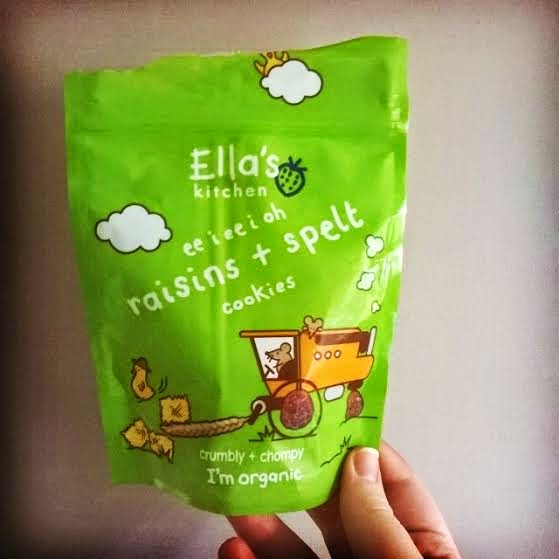 Ella's
kitchen
ee i ee i oh
raisins + spelt
cookies
crumbly + chompy
I'm organic